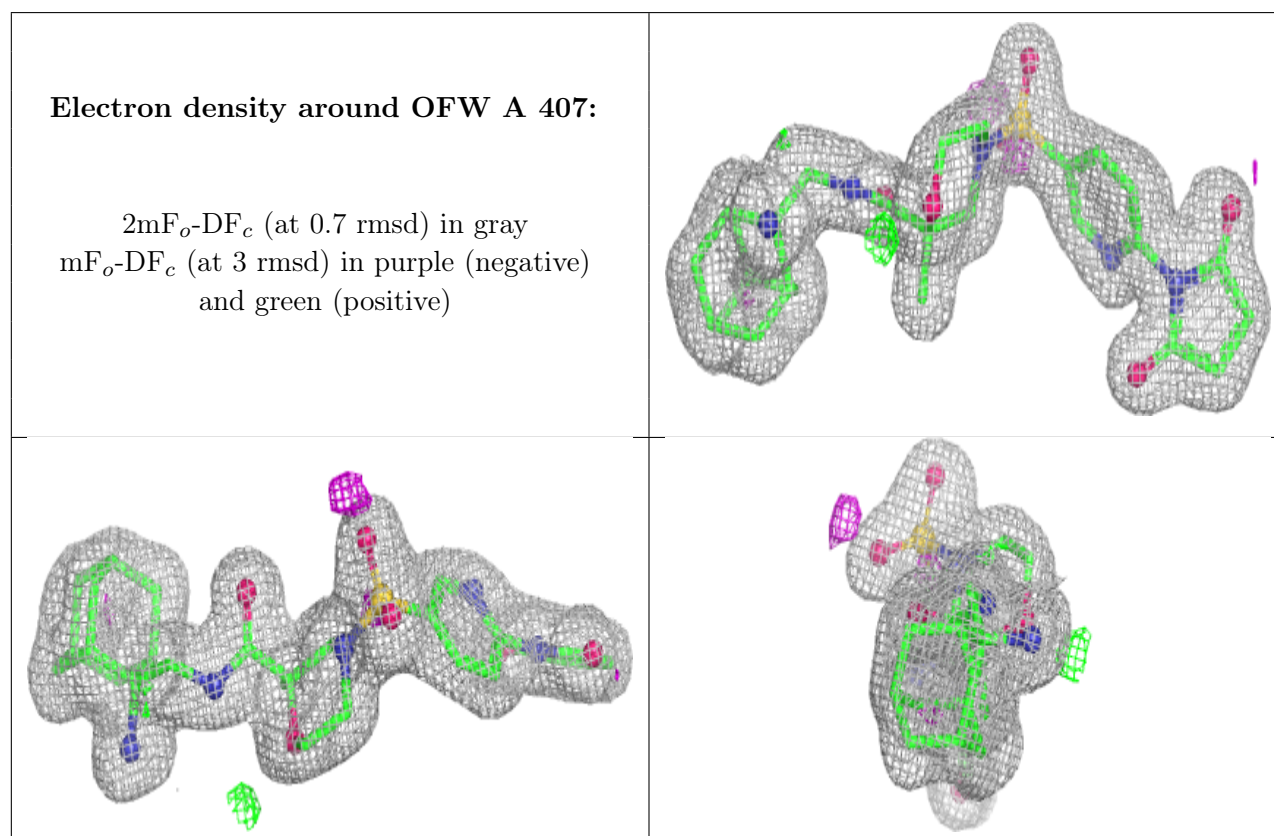 Electron density around OFW A 407:
2mFo-DFc (at 0.7 rmsd) in gray
mFo-DFc (at 3 rmsd) in purple (negative)
and green (positive)